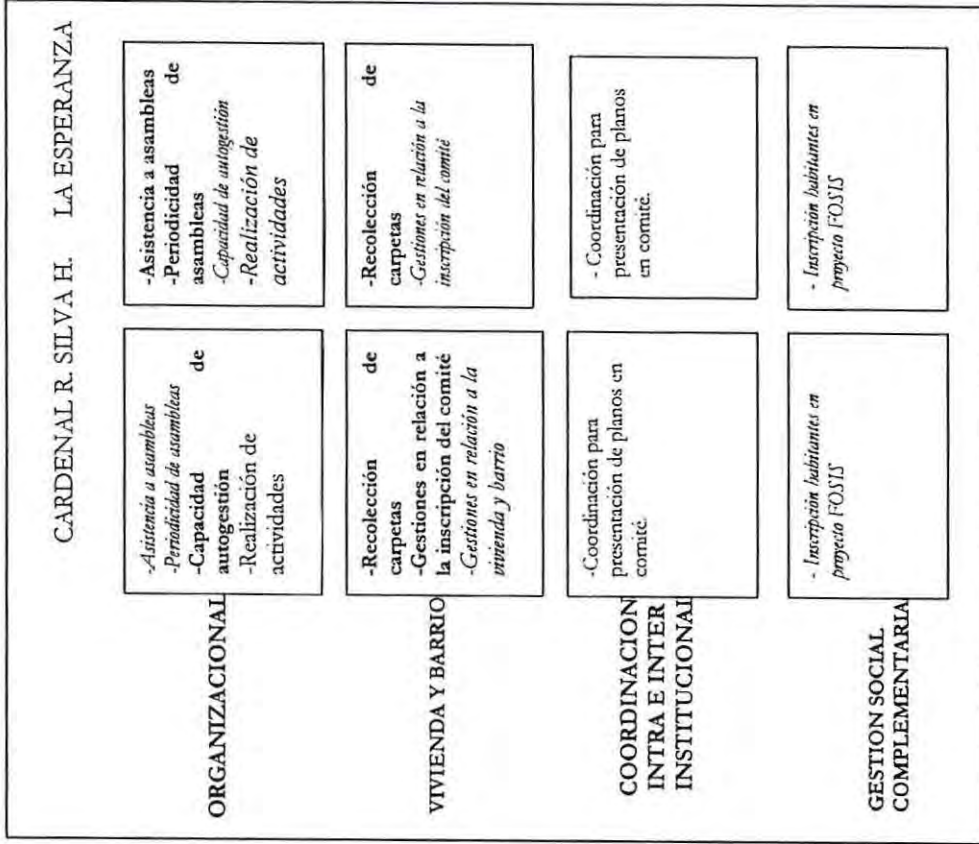 CARDENAL R. SILVA H. LA ESPERANZA
ORGANIZACIONAL
-Asistencia a asambleas
-Periodicidad de asambleas
-Capacidad de
autogestión
-Realización de
actividades
-Asistencia a asambleas
-Periodicidad de
asambleas
-Capacidad de autogestión
-Realización de
actividades
VIVIENDA Y BARRIO
-Recolección de
carpetas
-Gestiones en relación a
la inscripción del comité
-Gestiones en relación a la
vivienda y barrio
-Recolección de
carpetas
-Gestiones en relación a la
inscripción del comité
COORDINACION
INTRA E INTER
INSTITUCIONAL
-Coordinación para
presentación de planos en
comité.
- Coordinación para
presentación de planos
en comité.
GESTION SOCIAL
COMPLEMENTARIA
- Inscripción habitantes en
proyecto FOSIS
- Inscripción habitantes en
proyecto FOSIS